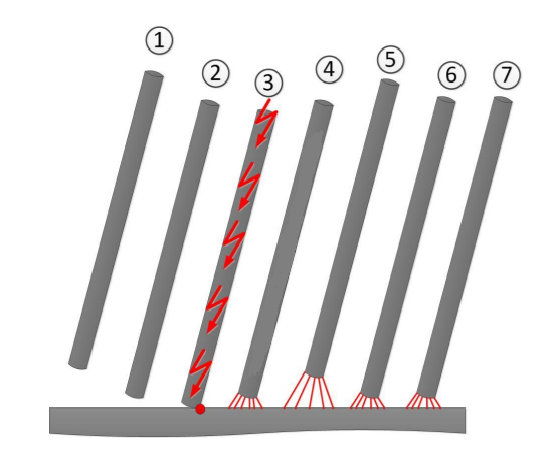 ① ② ③ ④ ⑤ ⑥ ⑦